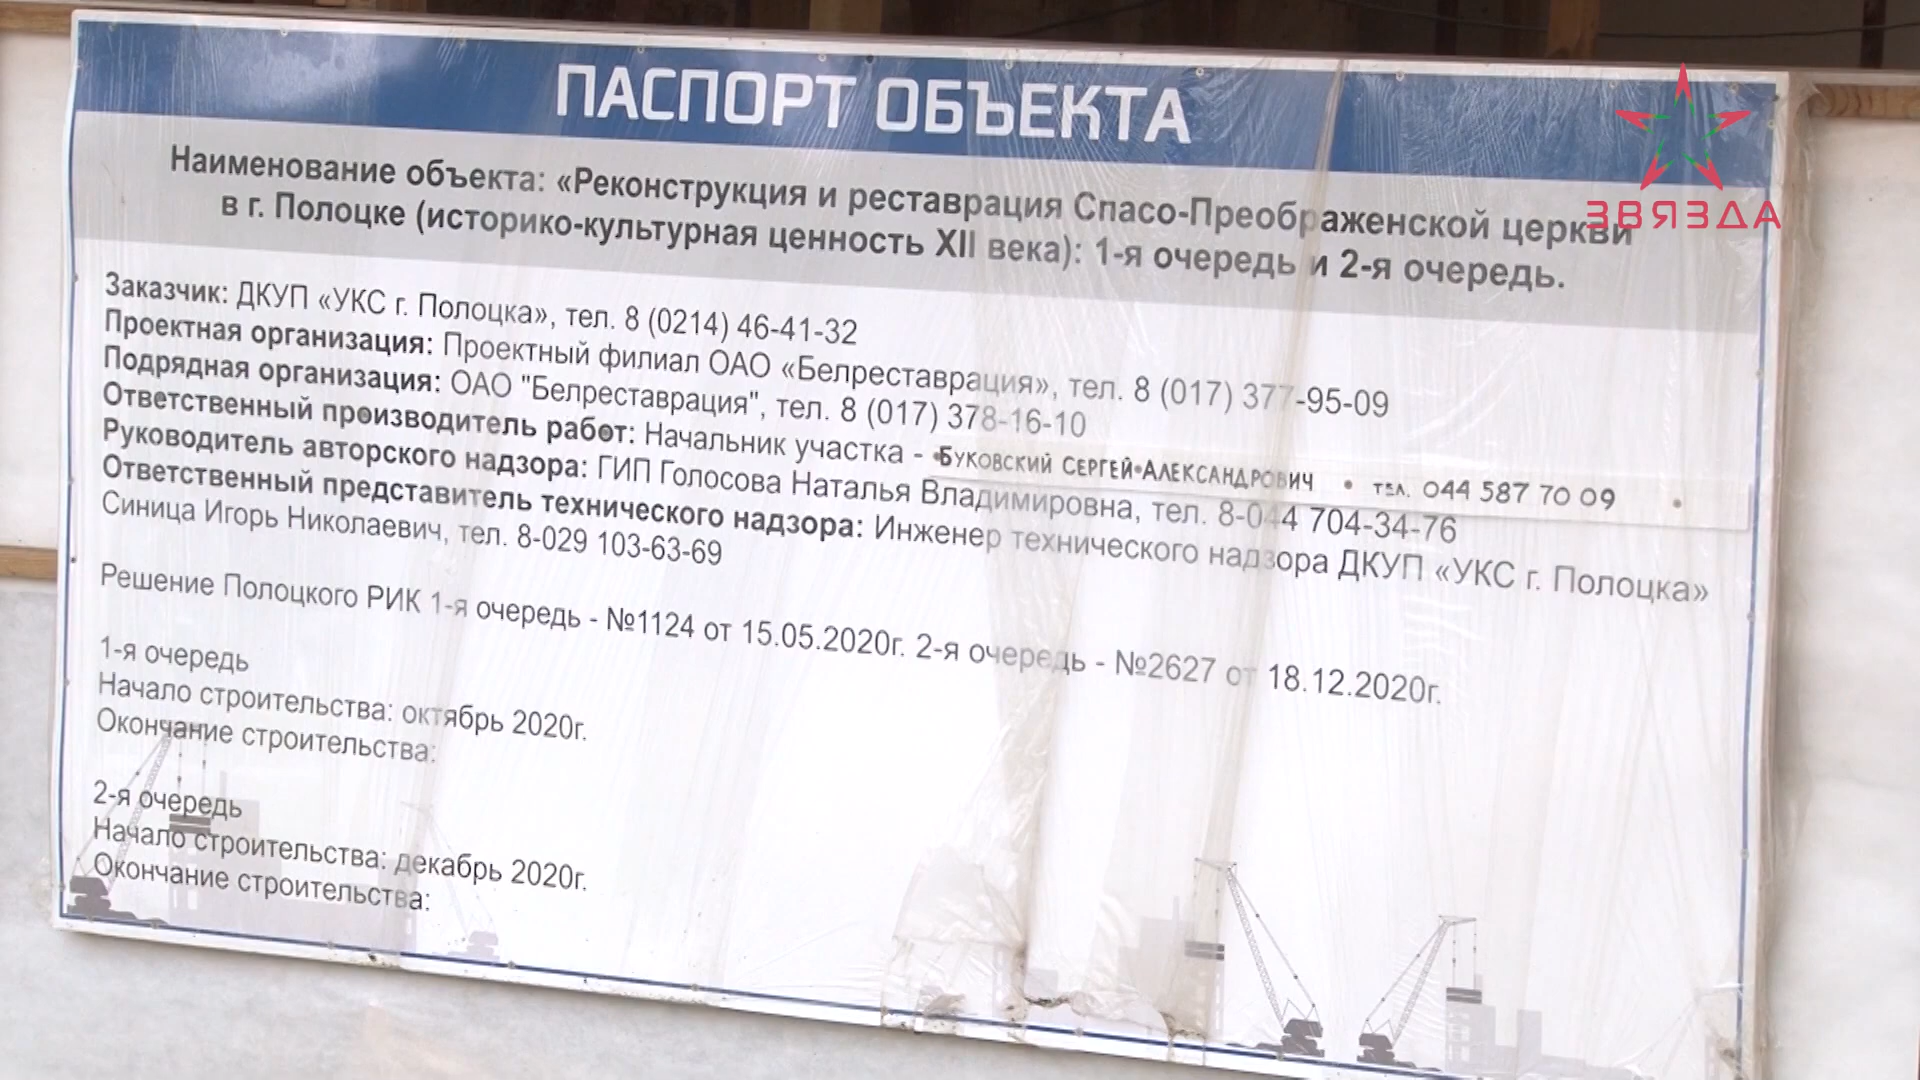 ПАСПОРТ ОБЪЕКТА
ЗВЯЗДА
Наименование объекта: «Реконструкция и реставрация Спасо-Преображенской церкви
в г. Полоцке (историко-культурная ценность XII века): 1-я очередь и 2-я очередь.
Заказчик: ДКУП «УКС г. Полоцка», тел. 8 (0214) 46-41-32
Проектная организация: Проектный филиал ОАО «Белреставрация», тел. 8 (017) 377-95-09
Подрядная организация: ОАО "Белреставрация", тел. 8 (017) 378-16-10
Ответственный производитель работ: Начальник участка - БУКОВСКИЙ СЕРГЕЙ АЛЕКСАНДРОВИЧ • тел. 044 587 70 09
Руководитель авторского надзора: ГИП Голосова Наталья Владимировна, тел. 8-044 704-34-76
Ответственный представитель технического надзора: Инженер технического надзора ДКУП «УКС г. Полоцка»
Синица Игорь Николаевич, тел. 8-029 103-63-69
Решение Полоцкого РИК 1-я очередь - №1124 от 15.05.2020г. 2-я очередь - №2627 от 18.12.2020г.
1-я очередь
Начало строительства: октябрь 2020г.
Окончание строительства:
2-я очередь
Начало строительства: декабрь 2020г.
Окончание строительства: